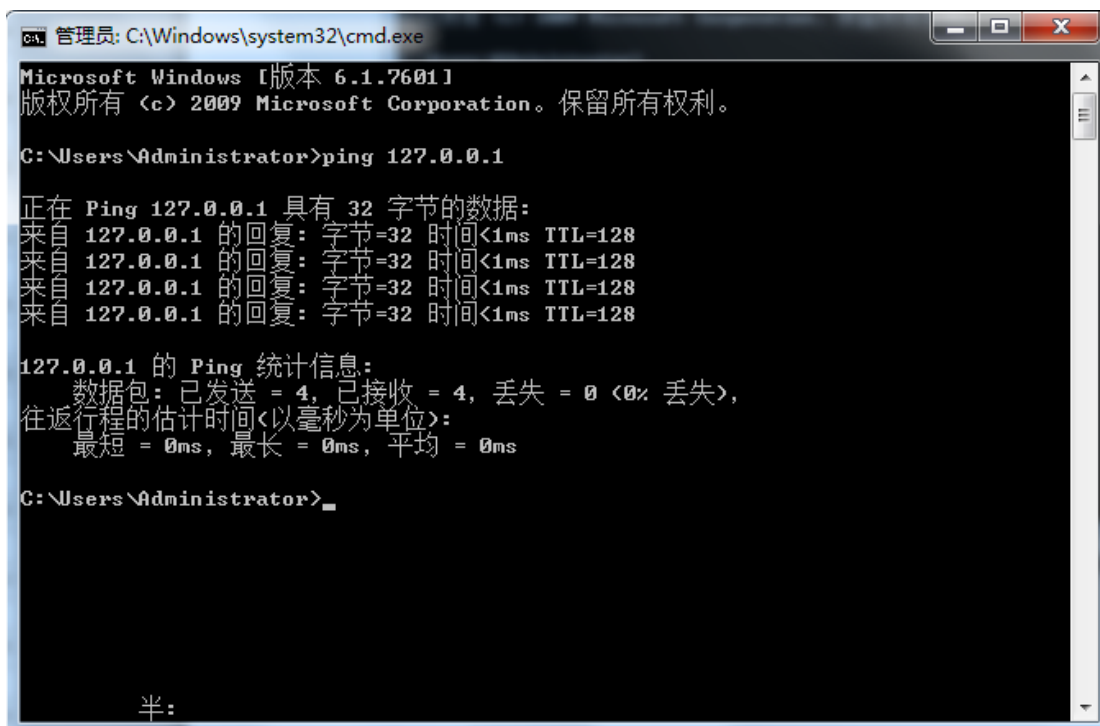 管理员: C:\Windows\system32\cmd.exe
Microsoft Windows [版本 6.1.7601]
版权所有 (c) 2009 Microsoft Corporation。保留所有权利。
C:\Users\Administrator>ping 127.0.0.1
正在 Ping 127.0.0.1 具有 32 字节的数据:
来自 127.0.0.1 的回复: 字节=32 时间<1ms TTL=128
来自 127.0.0.1 的回复: 字节=32 时间<1ms TTL=128
来自 127.0.0.1 的回复: 字节=32 时间<1ms TTL=128
来自 127.0.0.1 的回复: 字节=32 时间<1ms TTL=128
127.0.0.1 的 Ping 统计信息:
数据包: 已发送 = 4，已接收 = 4，丢失 = 0 (0% 丢失)，
往返行程的估计时间(以毫秒为单位):
最短 = 0ms，最长 = 0ms，平均 = 0ms
C:\Users\Administrator>
半: